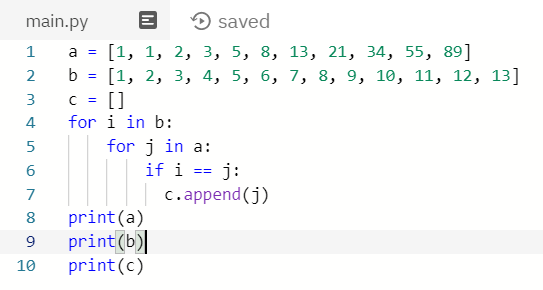 main.py saved
1 a = [1, 1, 2, 3, 5, 8, 13, 21, 34, 55, 89]
2 b = [1, 2, 3, 4, 5, 6, 7, 8, 9, 10, 11, 12, 13]
3 c = []
4 for i in b:
5     for j in a:
6         if i == j:
7           c.append(j)
8 print(a)
9 print(b)
10 print(c)